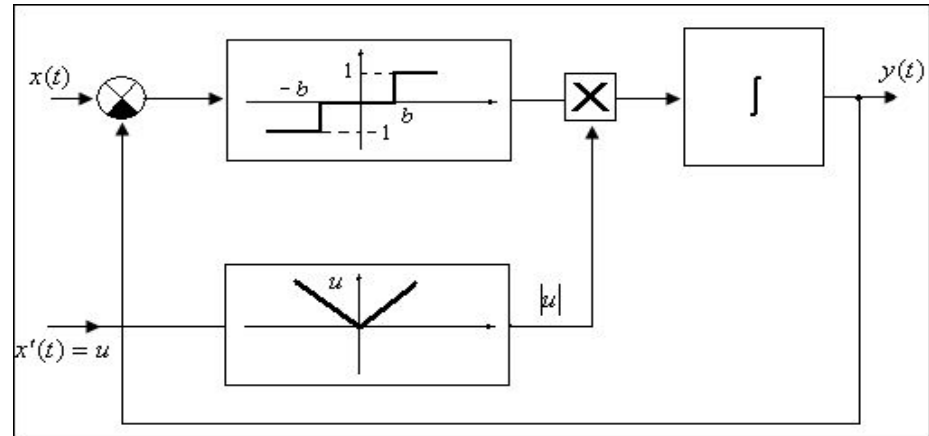 x(t)
1
− b
b
−1
∫
y(t)
u
|u|
x'(t) = u